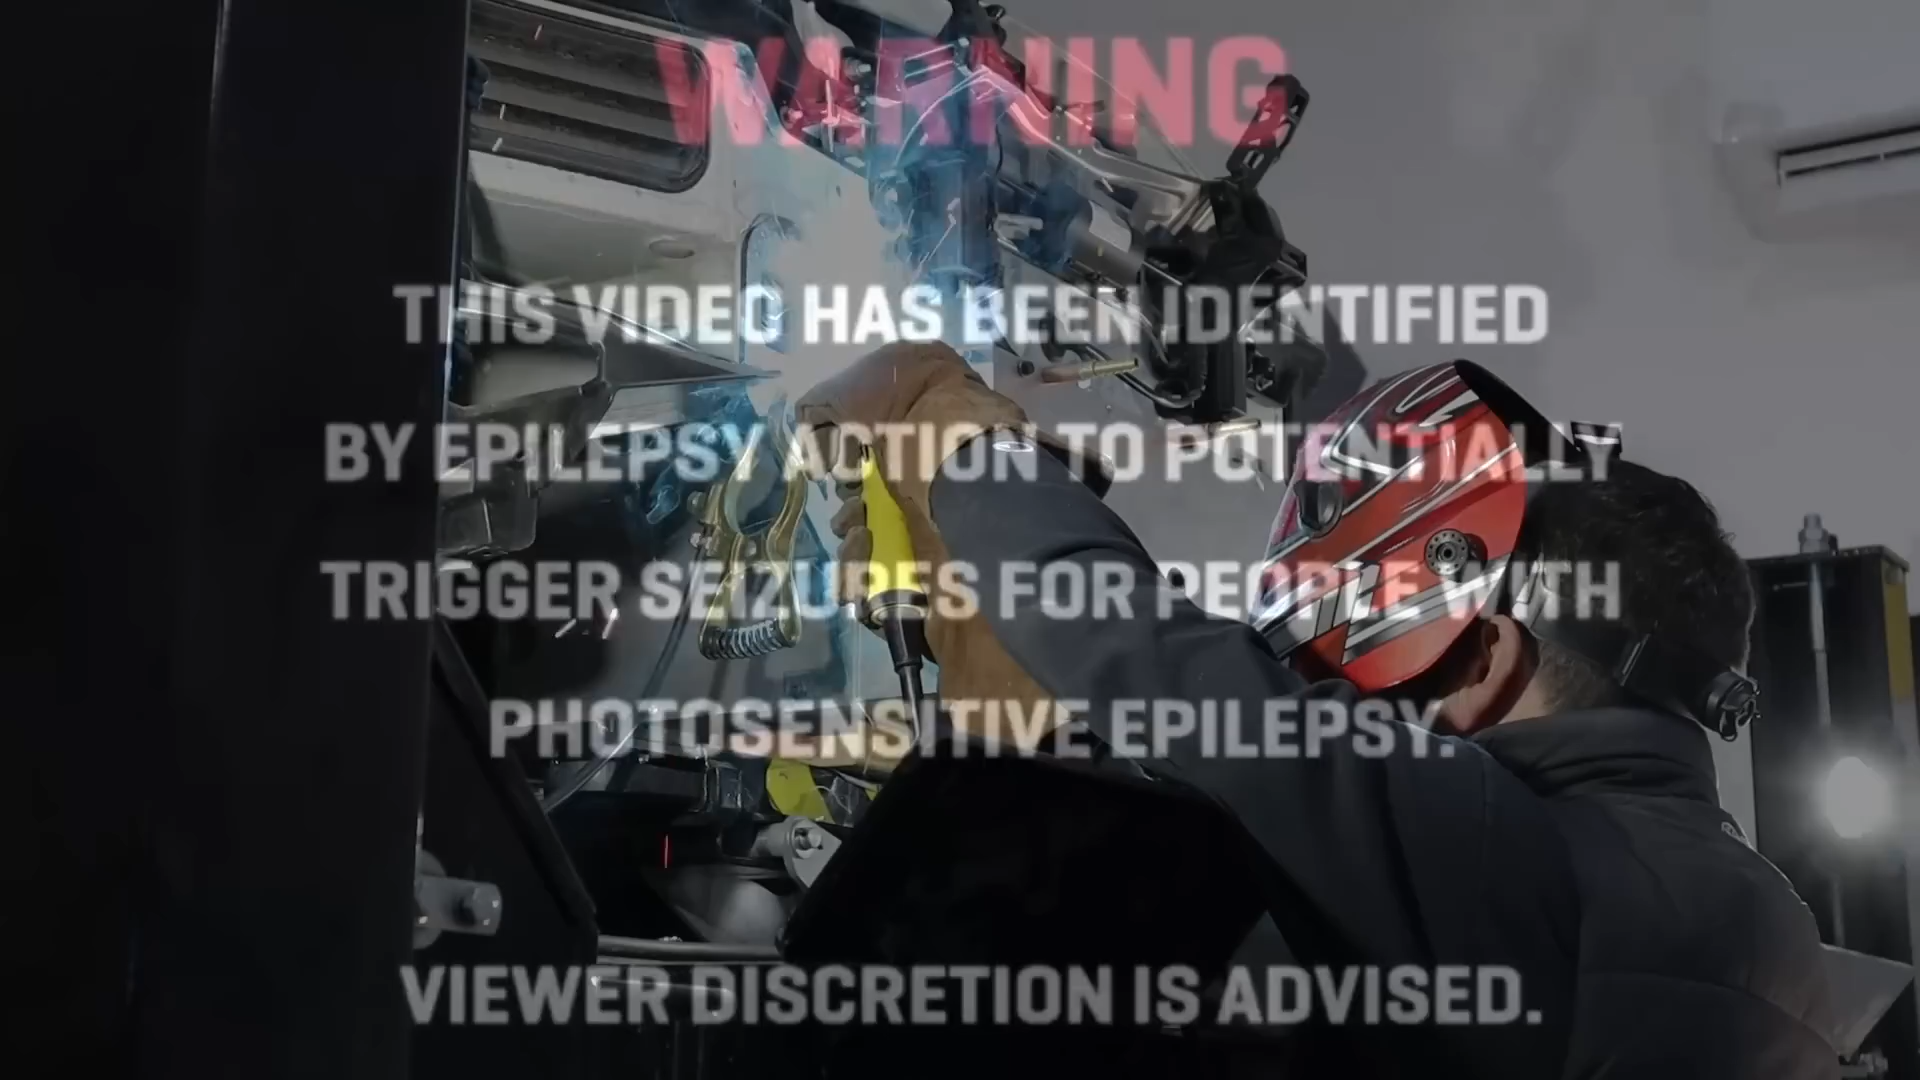 WARNING
THIS VIDEO HAS BEEN IDENTIFIED
BY EPILEPSY ACTION TO POTENTIALLY
TRIGGER SEIZURES FOR PEOPLE WITH
PHOTOSENSITIVE EPILEPSY.
VIEWER DISCRETION IS ADVISED.